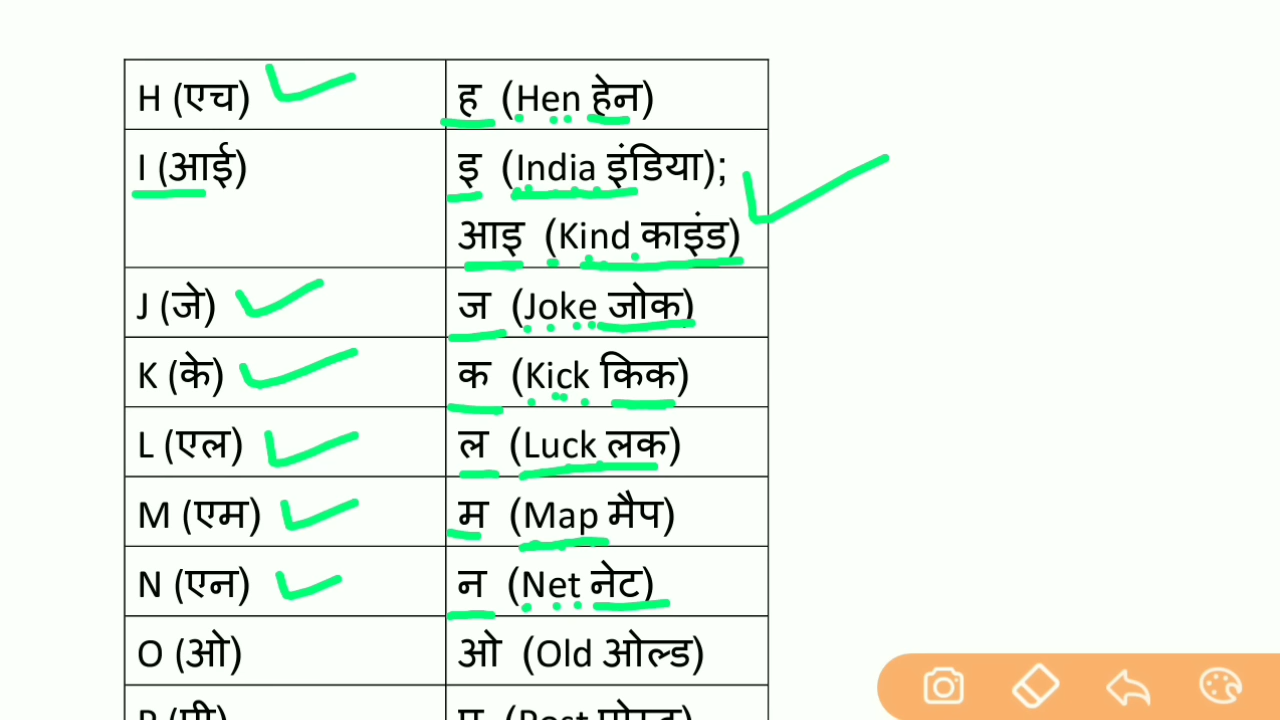 H (एच) ह (Hen हेन)
I (आई) इ (India इंडिया);
आइ (Kind काइंड)
J (जे) ज (Joke जोक)
K (के) क (Kick किक)
L (एल) ल (Luck लक)
M (एम) म (Map मैप)
N (एन) न (Net नेट)
O (ओ) ओ (Old ओल्ड)